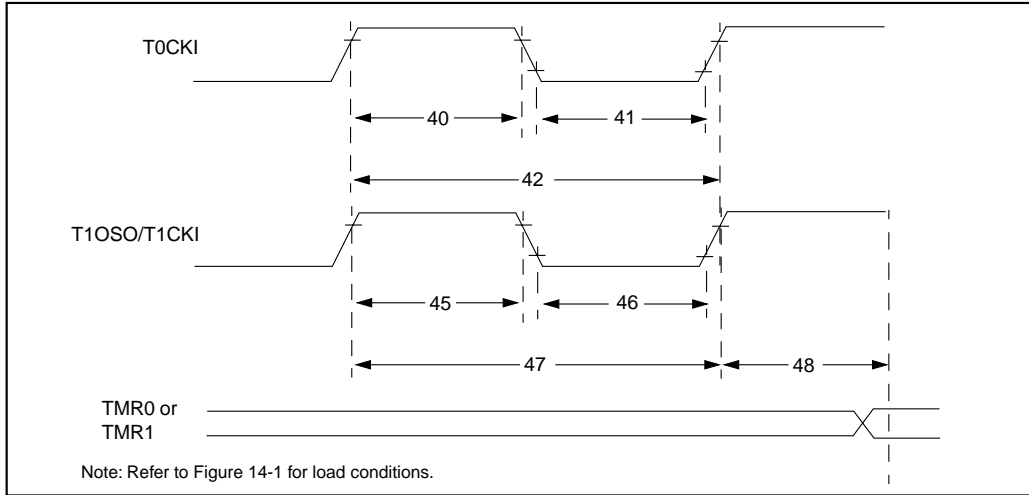 T0CKI
40
41
42
T1OSO/T1CKI
45
46
47
48
TMR0 or
TMR1
Note: Refer to Figure 14-1 for load conditions.